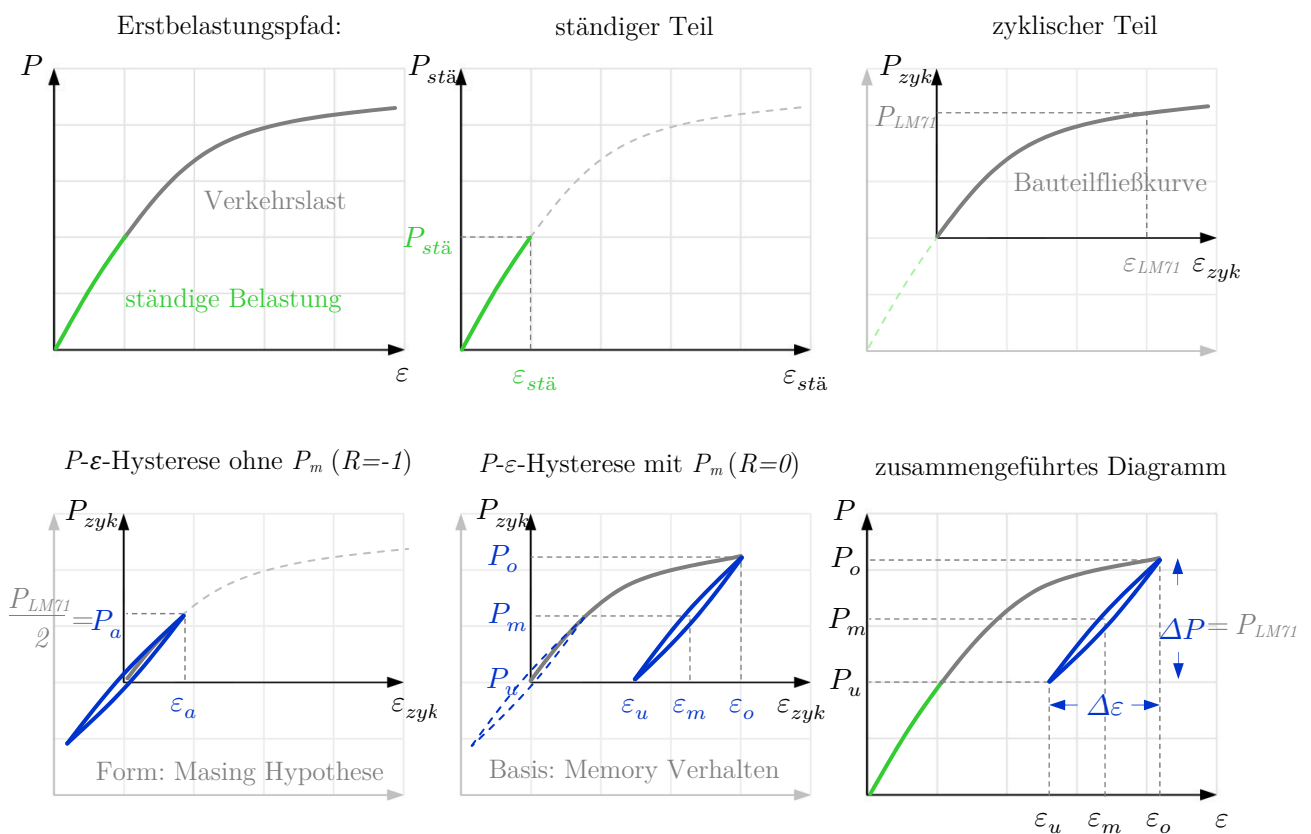 Erstbelastungspfad:
P
Verkehrslast
ständige Belastung
ε
ständiger Teil
P_stä
P_stä
ε_stä
ε_stä
zyklischer Teil
P_zyk
P_LM71
Bauteilfließkurve
ε_LM71
ε_zyk
P-ε-Hysterese ohne P_m (R=-1)
P_zyk
P_LM71/2 = P_a
ε_a
ε_zyk
Form: Masing Hypothese
P-ε-Hysterese mit P_m (R=0)
P_zyk
P_o
P_m
P_u
ε_u
ε_m
ε_o
ε_zyk
Basis: Memory Verhalten
zusammengeführtes Diagramm
P
P_o
P_m
ΔP = P_LM71
P_u
Δε
ε_u
ε_m
ε_o
ε